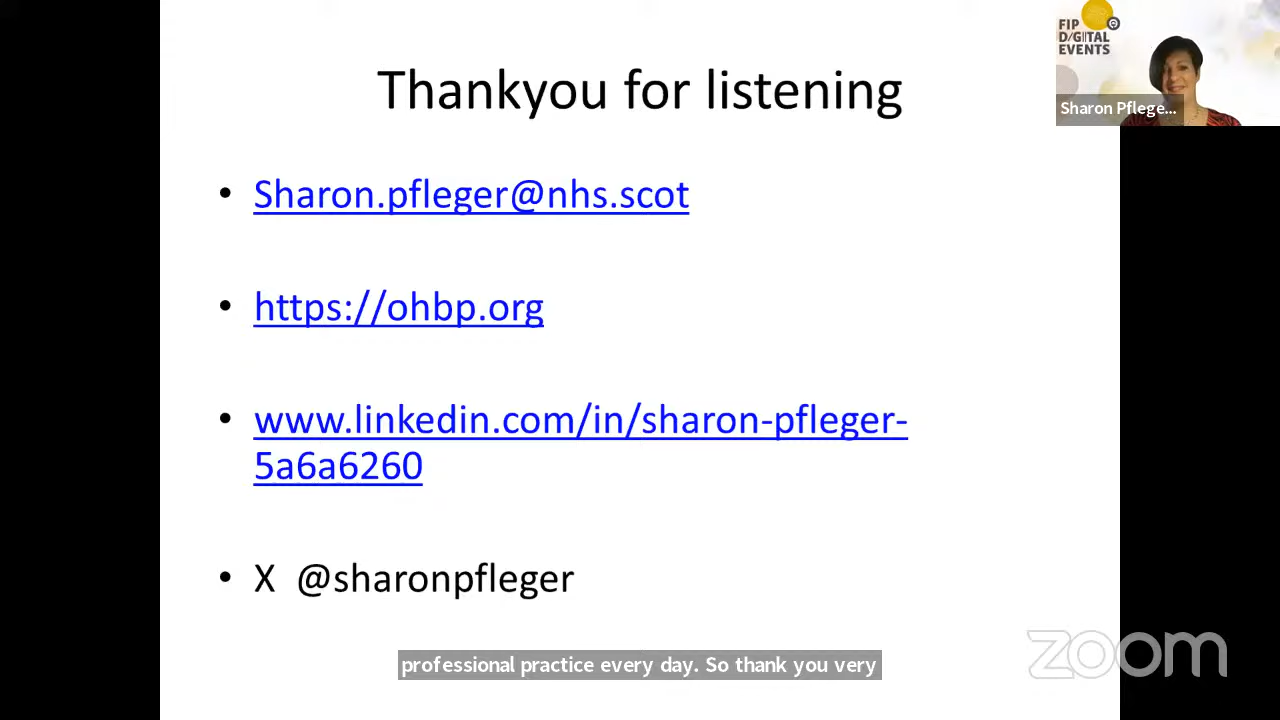 Thankyou for listening
FIP
DIGITAL
EVENTS
Sharon Pflege...
• Sharon.pfleger@nhs.scot
• https://ohbp.org
• www.linkedin.com/in/sharon-pfleger-
5a6a6260
• X @sharonpfleger
professional practice every day. So thank you very
zoom